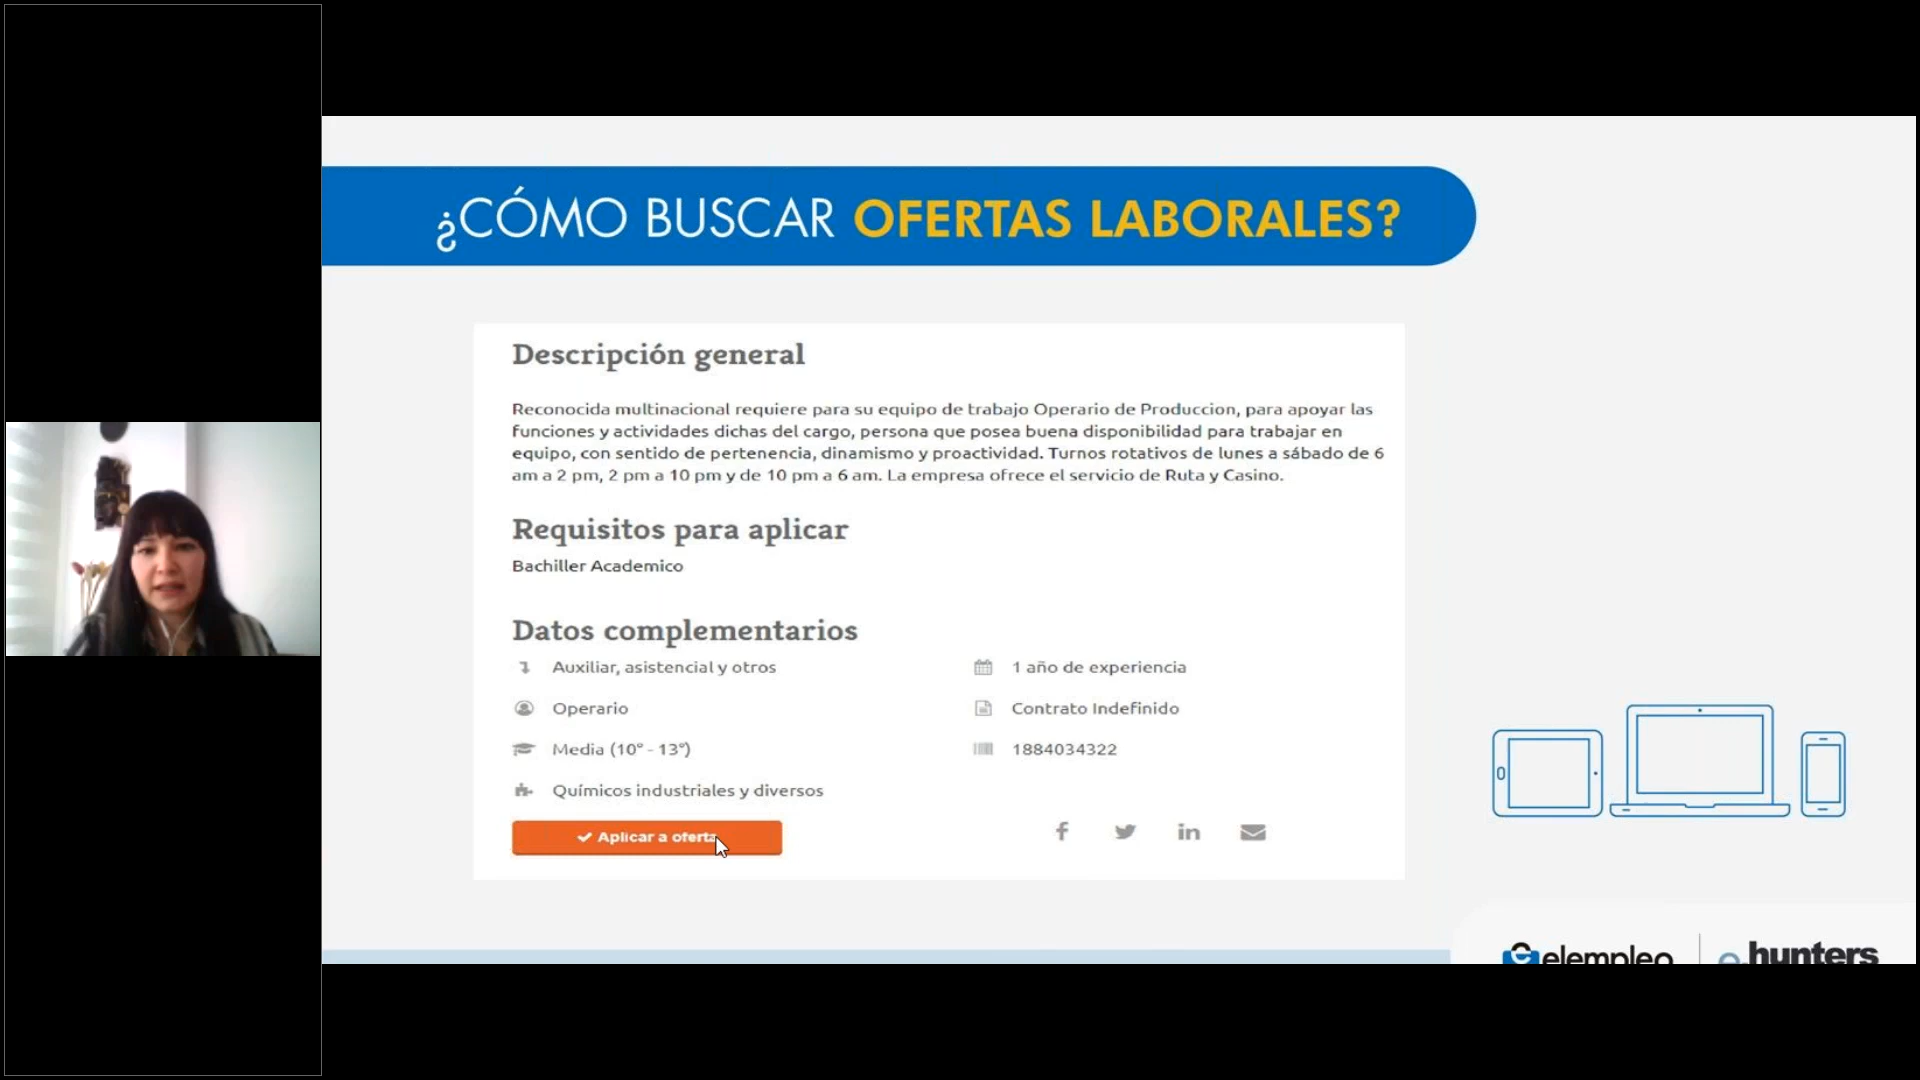 ¿CÓMO BUSCAR OFERTAS LABORALES?
Descripción general
Reconocida multinacional requiere para su equipo de trabajo Operario de Produccion, para apoyar las
funciones y actividades dichas del cargo, persona que posea buena disponibilidad para trabajar en
equipo, con sentido de pertenencia, dinamismo y proactividad. Turnos rotativos de lunes a sábado de 6
am a 2 pm, 2 pm a 10 pm y de 10 pm a 6 am. La empresa ofrece el servicio de Ruta y Casino.
Requisitos para aplicar
Bachiller Academico
Datos complementarios
Auxiliar, asistencial y otros
1 año de experiencia
Operario
Contrato Indefinido
Media (10° - 13°)
1884034322
Químicos industriales y diversos
Aplicar a oferta
elempleo
e.hunters